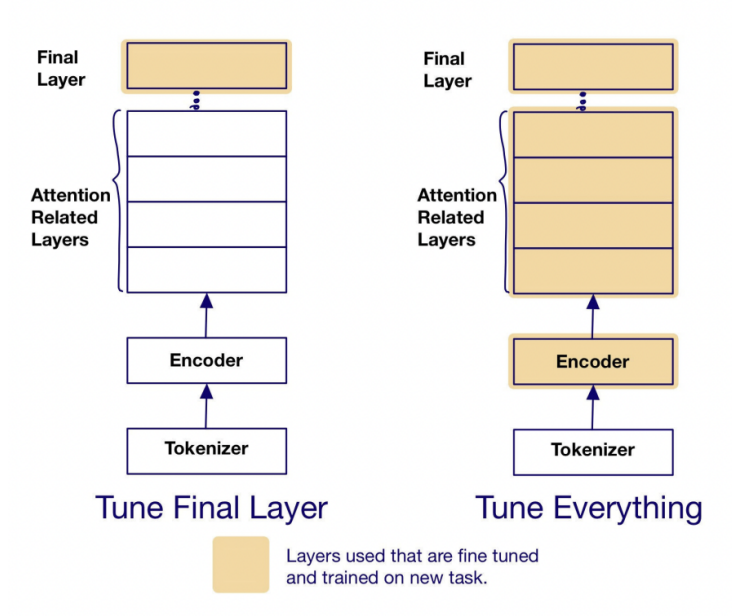 Final
Layer
Attention
Related
Layers
Encoder
Tokenizer
Tune Final Layer
Final
Layer
Attention
Related
Layers
Encoder
Tokenizer
Tune Everything
Layers used that are fine tuned
and trained on new task.